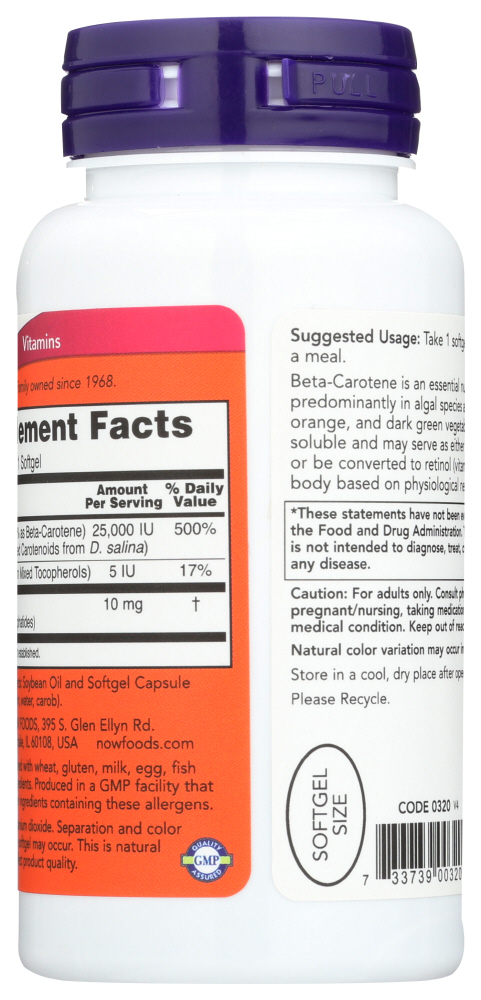 PULL
Vitamins
Family owned since 1968.
ement Facts
Softgel
Amount
Per Serving
% Daily
Value
as Beta-Carotene) 25,000 IU 500%
Carotenoids from D. salina)
Mixed Tocopherols) 5 IU 17%
10 mg †
established.
Soybean Oil and Softgel Capsule
water, carob).
FOODS, 395 S. Glen Ellyn Rd.
IL 60108, USA nowfoods.com
with wheat, gluten, milk, egg, fish
Produced in a GMP facility that
ingredients containing these allergens.
dioxide. Separation and color
may occur. This is natural
product quality.
QUALITY
GMP
ASSURED
Suggested Usage: Take 1 softge
a meal.
Beta-Carotene is an essential nu
predominantly in algal species a
orange, and dark green vegetab
soluble and may serve as either
or be converted to retinol (vitam
body based on physiological ne
*These statements have not been ev
the Food and Drug Administration. T
is not intended to diagnose, treat, c
any disease.
Caution: For adults only. Consult ph
pregnant/nursing, taking medication
medical condition. Keep out of reac
Natural color variation may occur in
Store in a cool, dry place after ope
Please Recycle.
SOFTGEL
SIZE
CODE 0320 V4
7 33739 00320